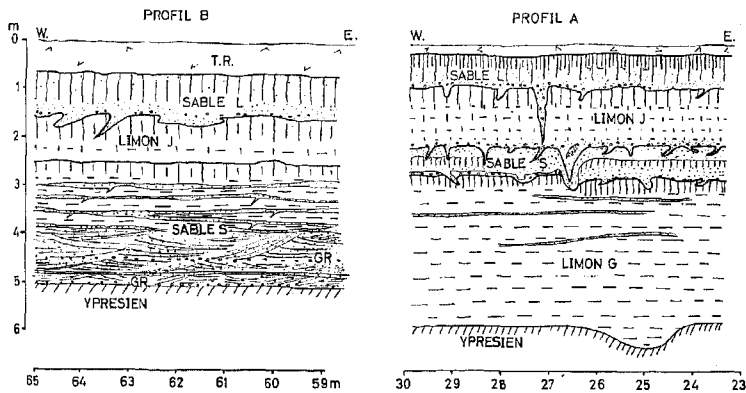 PROFIL B
m
W.
E.
0
T.R.
SABLE L
1
2
LIMON J
3
SABLE S
4
GR
5
GR
YPRESIEN
6
65 64 63 62 61 60 59m
PROFIL A
W.
E.
SABLE L
LIMON J
SABLE S
LIMON G
YPRESIEN
30 29 28 27 26 25 24 23